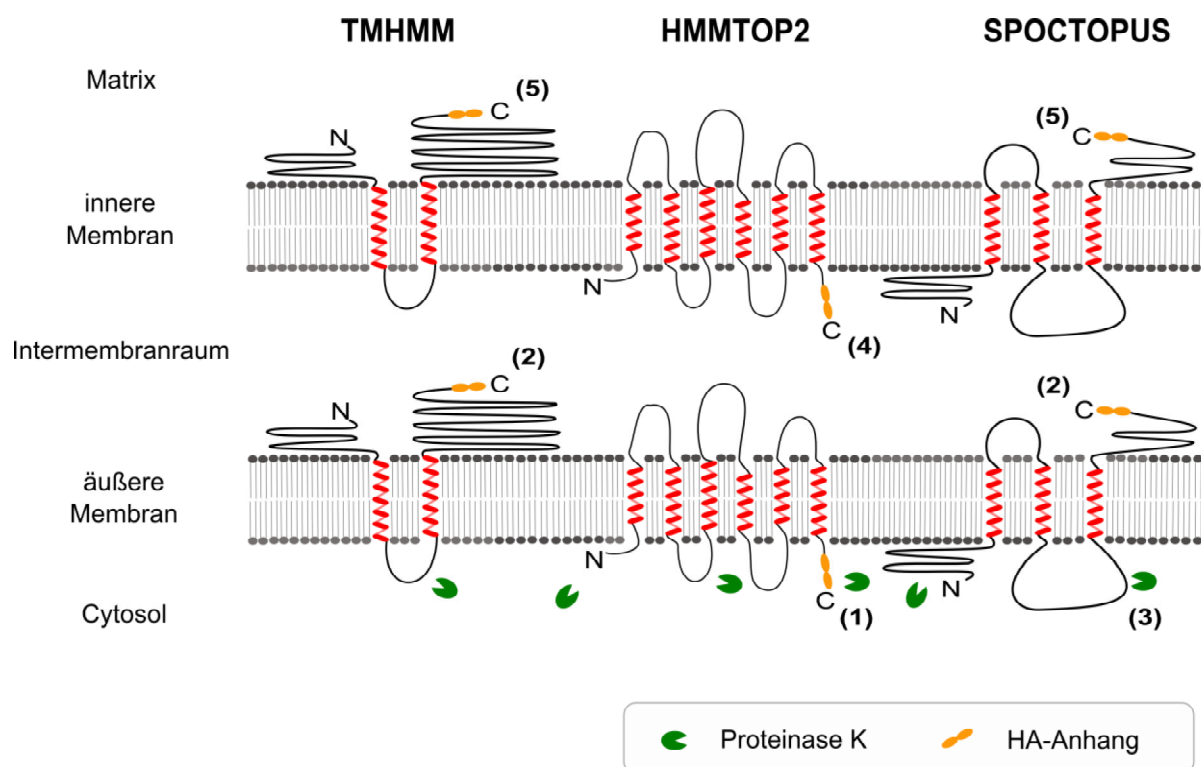 TMHMM HMMTOP2 SPOCTOPUS
Matrix
(5)
C
N
(5)
C
innere
Membran
N
C
(4)
N
Intermembranraum
(2)
C
N
(2)
C
äußere
Membran
N
C
(1)
N
(3)
Cytosol
Proteinase K HA-Anhang